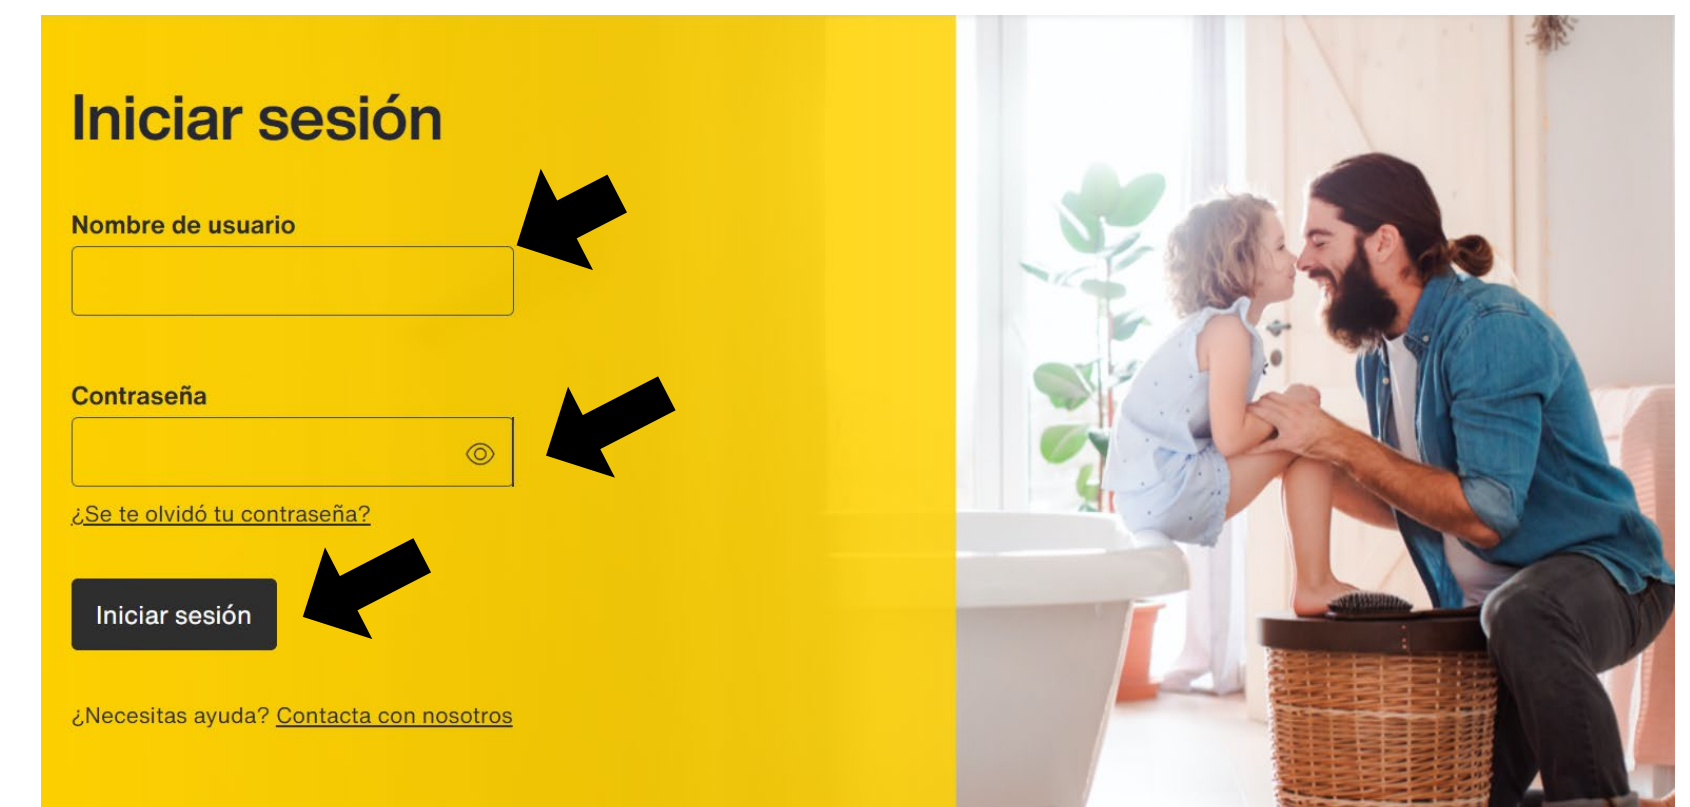 Iniciar sesión
Nombre de usuario
Contraseña
¿Se te olvidó tu contraseña?
Iniciar sesión
¿Necesitas ayuda? Contacta con nosotros